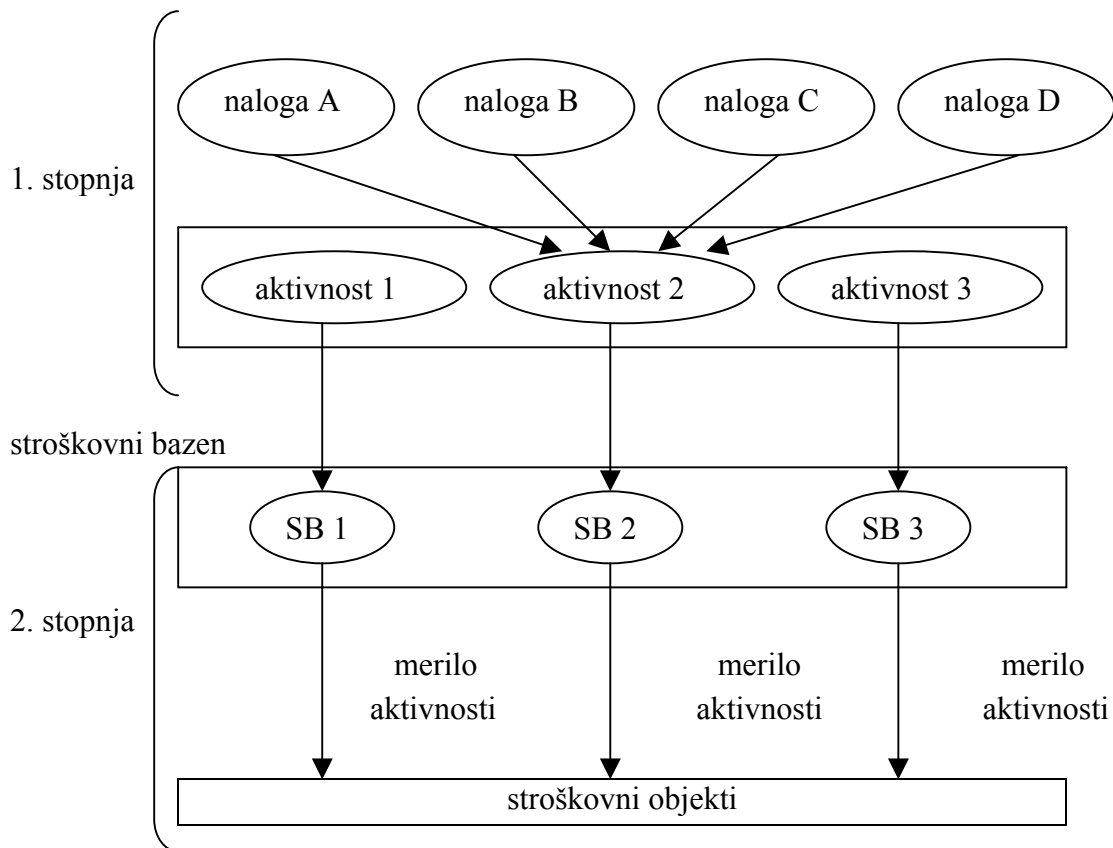 naloga A
naloga B
naloga C
naloga D
1. stopnja
aktivnost 1
aktivnost 2
aktivnost 3
stroškovni bazen
SB 1
SB 2
SB 3
2. stopnja
merilo
aktivnosti
merilo
aktivnosti
merilo
aktivnosti
stroškovni objekti